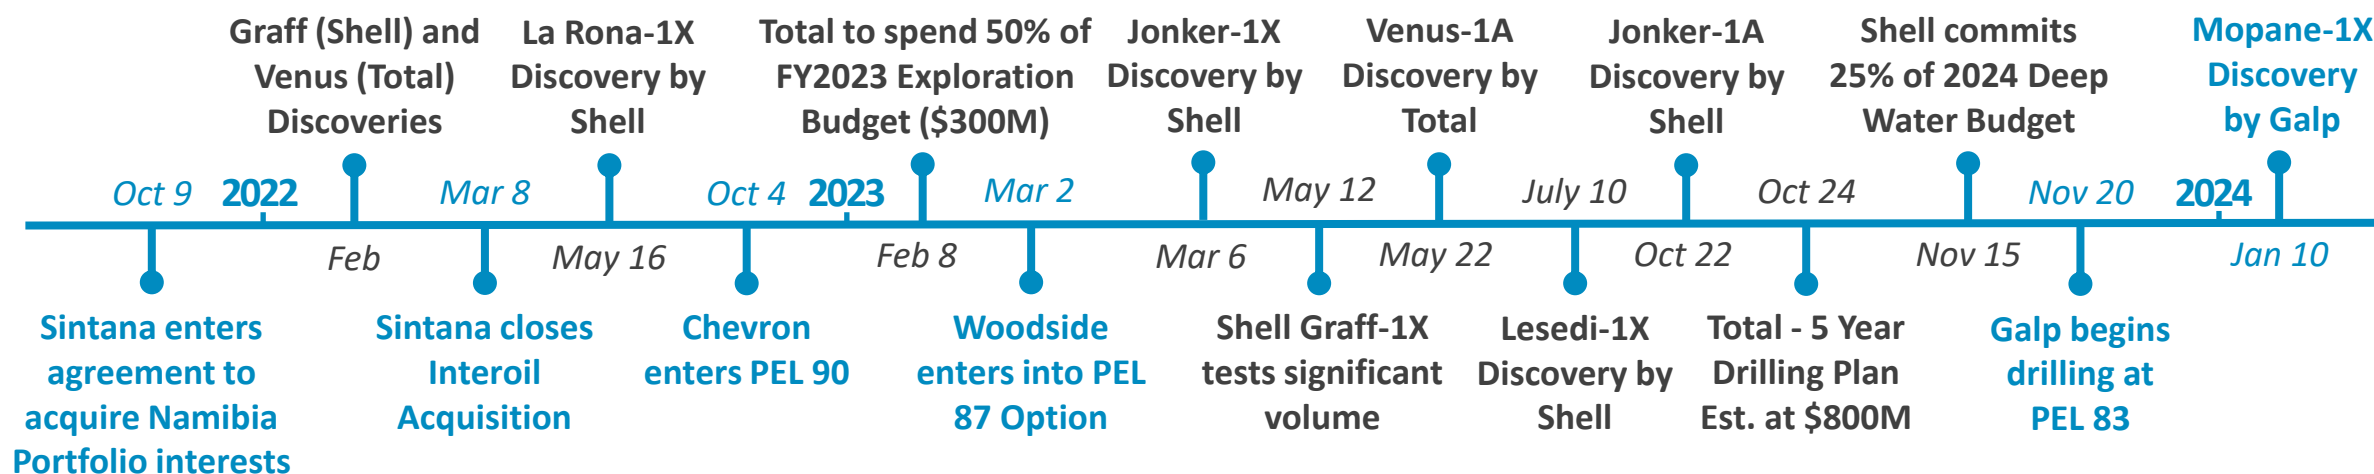 Graff (Shell) and
Venus (Total)
Discoveries
La Rona-1X
Discovery by
Shell
Total to spend 50% of
FY2023 Exploration
Budget ($300M)
Jonker-1X
Discovery by
Shell
Venus-1A
Discovery by
Total
Jonker-1A
Discovery by
Shell
Shell commits
25% of 2024 Deep
Water Budget
Mopane-1X
Discovery
by Galp
Oct 9
2022
Mar 8
Oct 4
2023
Mar 2
May 12
July 10
Oct 24
Nov 20
2024
Feb
May 16
Feb 8
Mar 6
May 22
Oct 22
Nov 15
Jan 10
Sintana enters
agreement to
acquire Namibia
Portfolio interests
Sintana closes
Interoil
Acquisition
Chevron
enters PEL 90
Woodside
enters into PEL
87 Option
Shell Graff-1X
tests significant
volume
Lesedi-1X
Discovery by
Shell
Total - 5 Year
Drilling Plan
Est. at $800M
Galp begins
drilling at
PEL 83